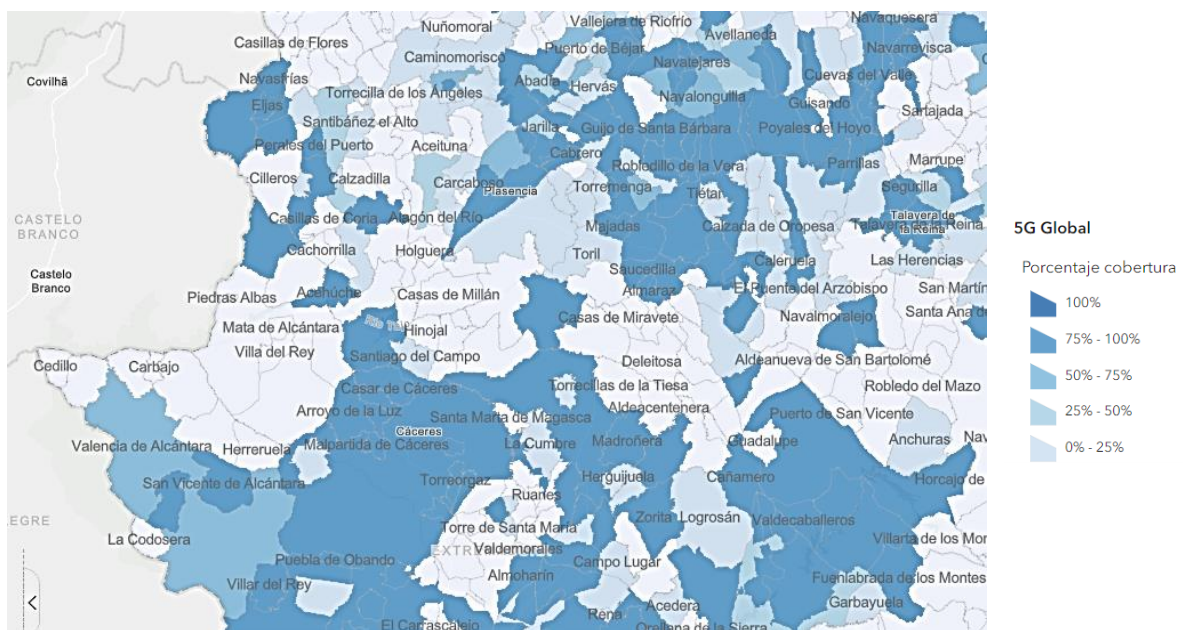 Navaquesera
Vallejera de Riofrío
Nuñomoral
Avellaneda
Casillas de Flores
Puerto de Béjar
Navarrevisca
Caminomorisco
Navatejares
Covilhã
Navasfrías
Abadía
Hervás
Cuevas del Valle
Torrecilla de los Ángeles
Navalonguilla
Eljas
Guisando
Sartajada
Santibáñez el Alto
Jarilla
Guijo de Santa Bárbara
Poyales del Hoyo
Perales del Puerto
Aceituna
Cabrero
Marrupe
Robledillo de la Vera
Parrillas
Cilleros
Calzadilla
Carcaboso
Plasencia
Torremenga
Tiétar
Segurilla
CASTELO
BRANCO
Casillas de Coria
Alagón del Río
Talavera de
la Reina
Talavera de la Reina
Majadas
Calzada de Oropesa
Cachorrilla
Holguera
Toril
Caleruela
Las Herencias
Castelo
Branco
Saucedilla
Piedras Albas
Acehúche
Casas de Millán
Almaraz
El Puente del Arzobispo
San Martín
Casas de Miravete
Navalmoralejo
Santa Ana de
Mata de Alcántara
Río Ta
Hinojal
Villa del Rey
Santiago del Campo
Deleitosa
Aldeanueva de San Bartolomé
Cedillo
Carbajo
Casar de Cáceres
Torrecillas de la Tiesa
Robledo del Mazo
Arroyo de la Luz
Santa Marta de Magasca
Aldeacentenera
Puerto de San Vicente
Cáceres
Valencia de Alcántara
Herreruela
Malpartida de Cáceres
La Cumbre
Madroñera
Guadalupe
Anchuras
Nav
San Vicente de Alcántara
Torreorgaz
Herguijuela
Cañamero
Horcajo de
Ruanes
EGRE
Zorita
Logrosán
Valdecaballeros
La Codosera
Torre de Santa María
EXTRE
Valdemorales
Villarta de los Mor
Puebla de Obando
Campo Lugar
Villar del Rey
Almoharín
Fuenlabrada de los Montes
Garbayuela
Rena
Acedera
El Carrascalejo
Orellana de la Sierra
5G Global
Porcentaje cobertura
100%
75% - 100%
50% - 75%
25% - 50%
0% - 25%